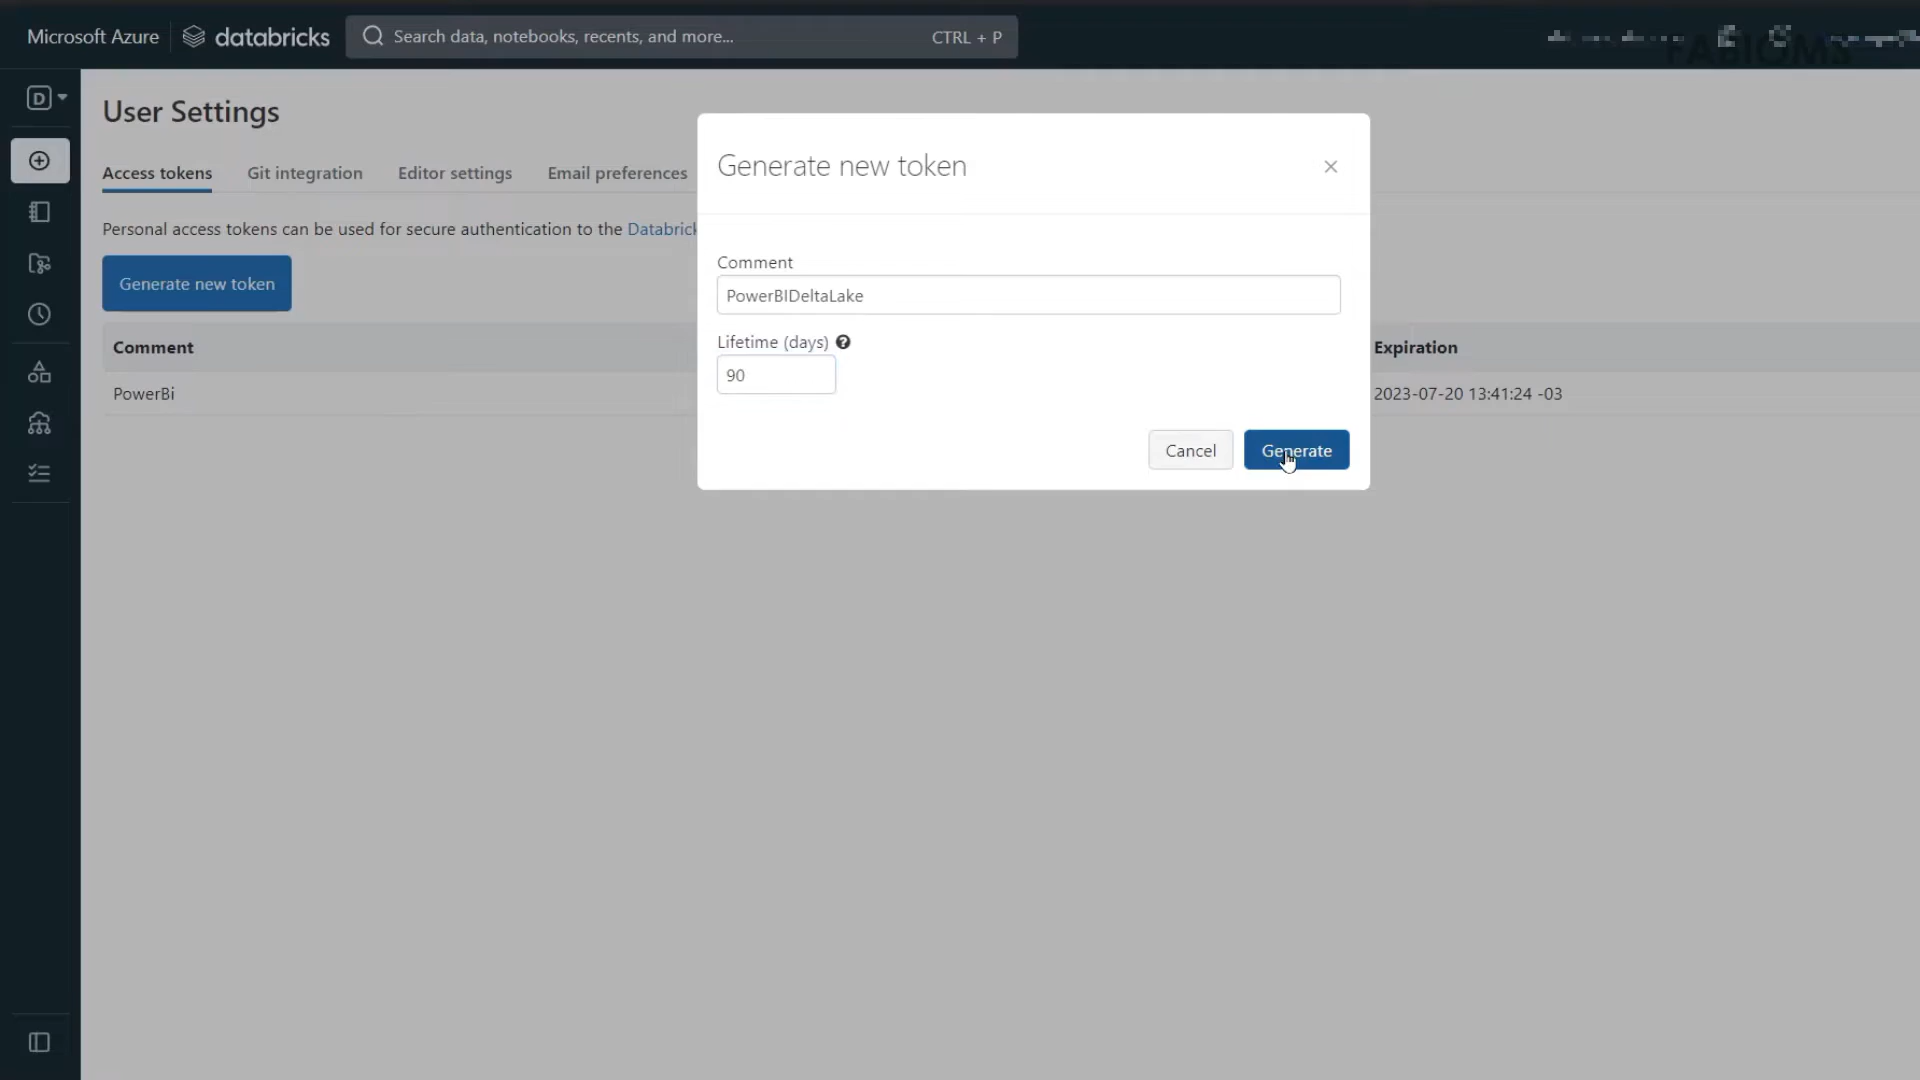 Microsoft Azure databricks Search data, notebooks, recents, and more... CTRL + P
FABIOMS
D
User Settings
Access tokens Git integration Editor settings Email preferences
Personal access tokens can be used for secure authentication to the Databrick
Generate new token
Comment Expiration
PowerBi 2023-07-20 13:41:24 -03
Generate new token
Comment
PowerBIDeltaLake
Lifetime (days)
90
Cancel Generate